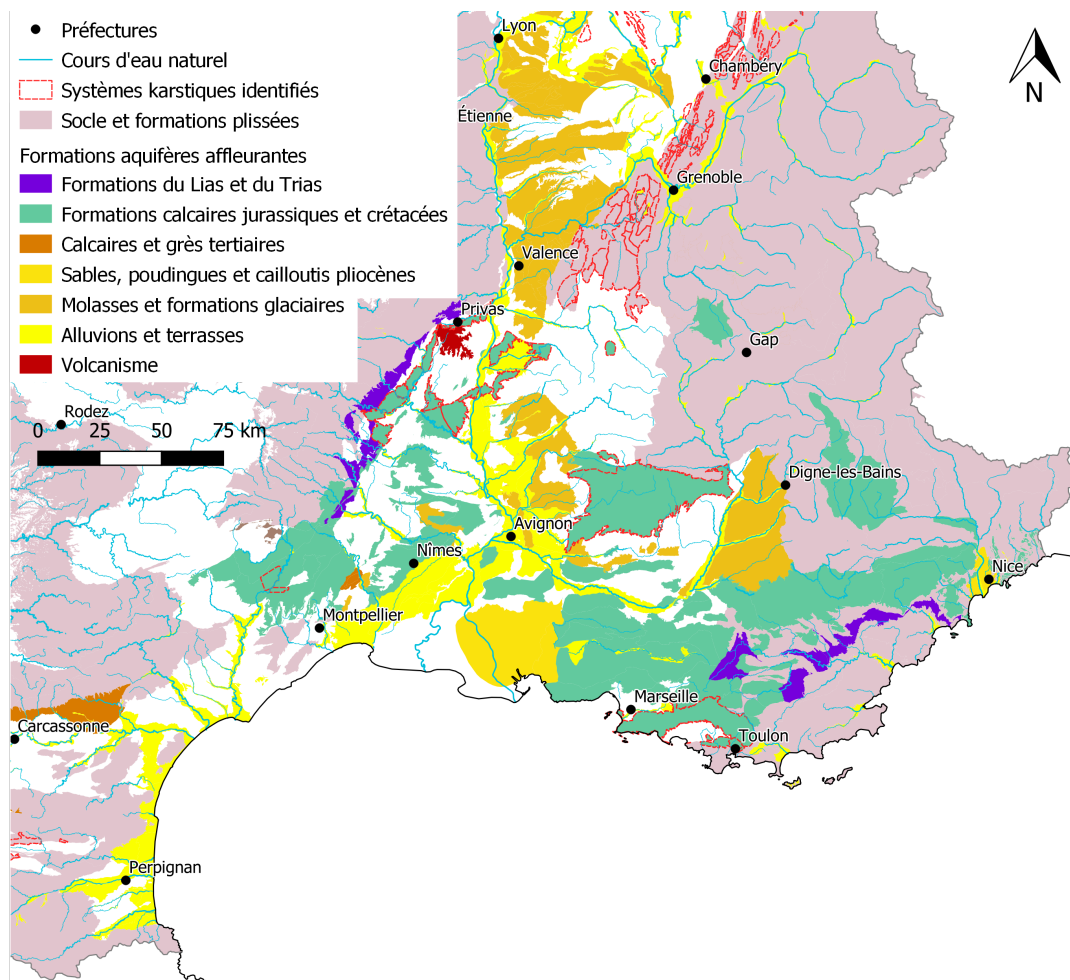 Préfectures
Cours d'eau naturel
Systèmes karstiques identifiés
Socle et formations plissées
Formations aquifères affleurantes
Formations du Lias et du Trias
Formations calcaires jurassiques et crétacées
Calcaires et grès tertiaires
Sables, poudingues et cailloutis pliocènes
Molasses et formations glaciaires
Alluvions et terrasses
Volcanisme
Lyon
Chambéry
N
Étienne
Grenoble
Valence
Privas
Gap
Rodez
0 25 50 75 km
Digne-les-Bains
Avignon
Nîmes
Nice
Montpellier
Marseille
Carcassonne
Toulon
Perpignan